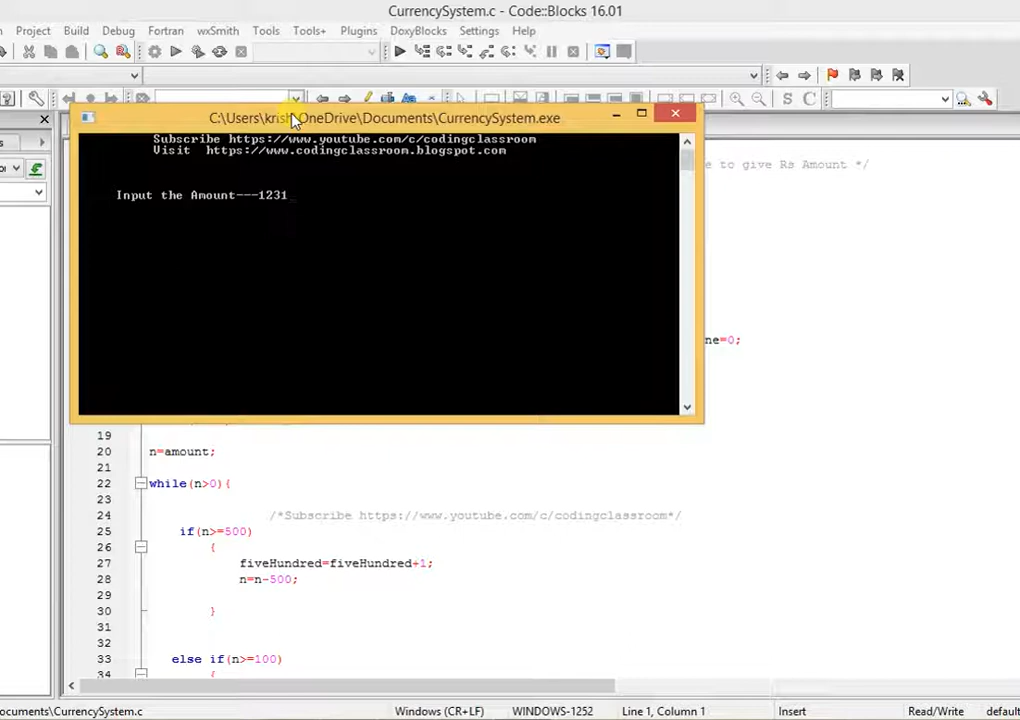 CurrencySystem.c - Code::Blocks 16.01
Project Build Debug Fortran wxSmith Tools Tools+ Plugins DoxyBlocks Settings Help
S C
C:\Users\krish\OneDrive\Documents\CurrencySystem.exe
Subscribe https://www.youtube.com/c/codingclassroom
Visit https://www.codingclassroom.blogspot.com
e to give Rs Amount */
Input the Amount---1231
ne=0;
19
20 n=amount;
21
22 while(n>0){
23
24 /*Subscribe https://www.youtube.com/c/codingclassroom*/
25 if(n>=500)
26 {
27 fiveHundred=fiveHundred+1;
28 n=n-500;
29
30 }
31
32
33 else if(n>=100)
34 {
ocuments\CurrencySystem.c Windows (CR+LF) WINDOWS-1252 Line 1, Column 1 Insert Read/Write default